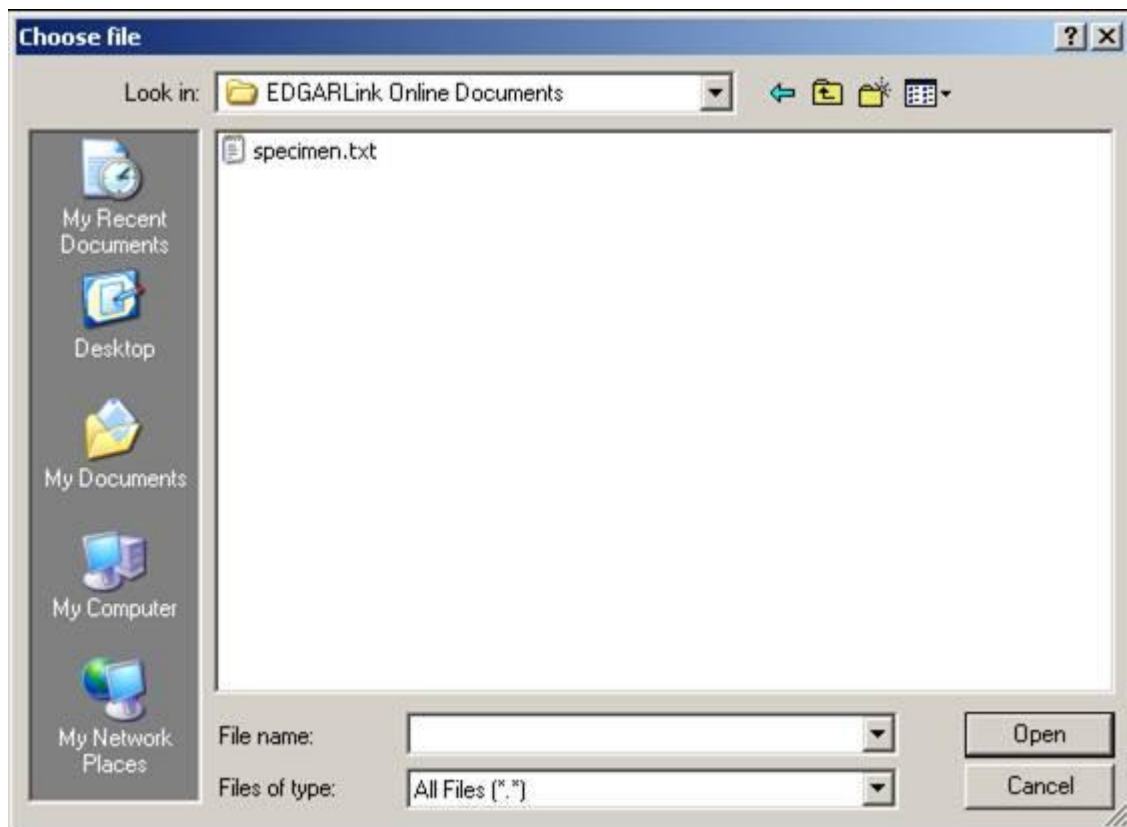 Choose file
Look in:
EDGARLink Online Documents
specimen.txt
My Recent
Documents
Desktop
My Documents
My Computer
My Network
Places
File name:
Open
Files of type:
All Files (*.*)
Cancel